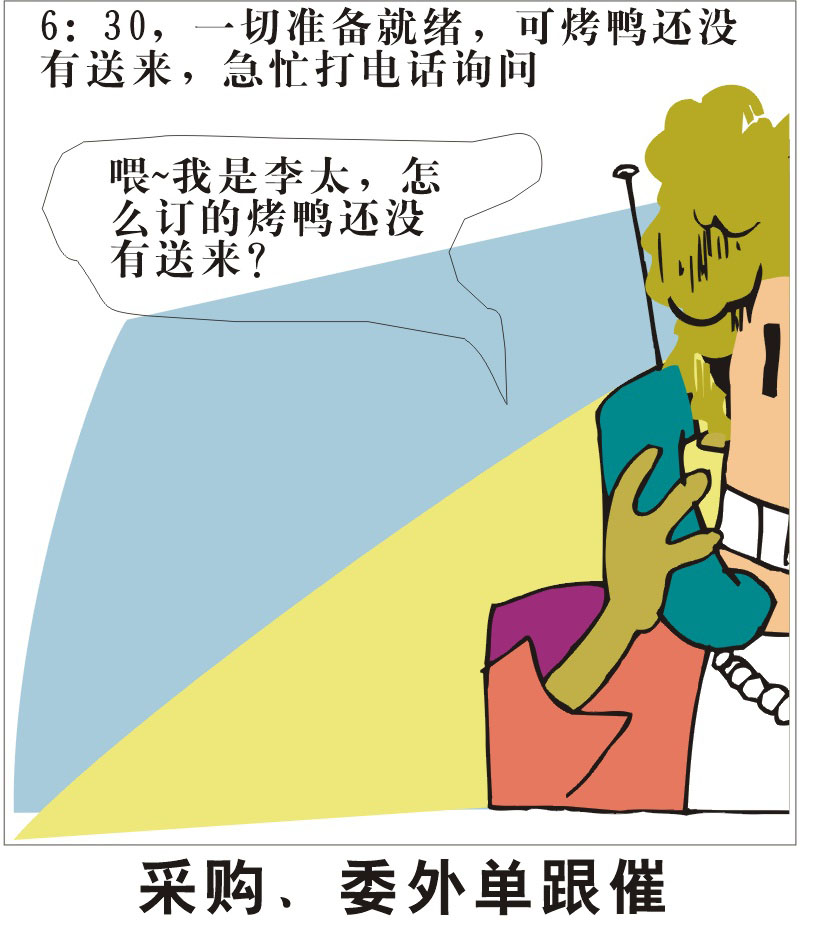 6：30，一切准备就绪，可烤鸭还没
有送来，急忙打电话询问
喂~我是李太，怎
么订的烤鸭还没
有送来？
采购、委外单跟催